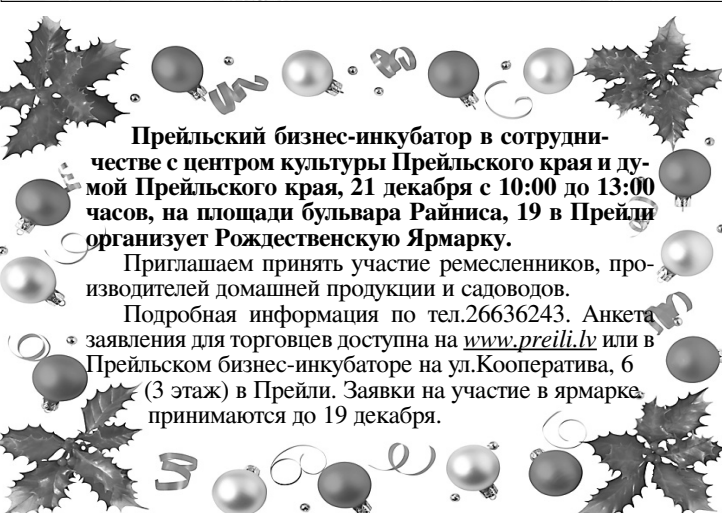 Прейльский бизнес-инкубатор в сотрудни-
честве с центром культуры Прейльского края и ду-
мой Прейльского края, 21 декабря с 10:00 до 13:00
часов, на площади бульвара Райниса, 19 в Прейли
организует Рождественскую Ярмарку.
Приглашаем принять участие ремесленников, про-
изводителей домашней продукции и садоводов.
Подробная информация по тел.26636243. Анкета
заявления для торговцев доступна на www.preili.lv или в
Прейльском бизнес-инкубаторе на ул.Кооператива, 6
(3 этаж) в Прейли. Заявки на участие в ярмарке
принимаются до 19 декабря.